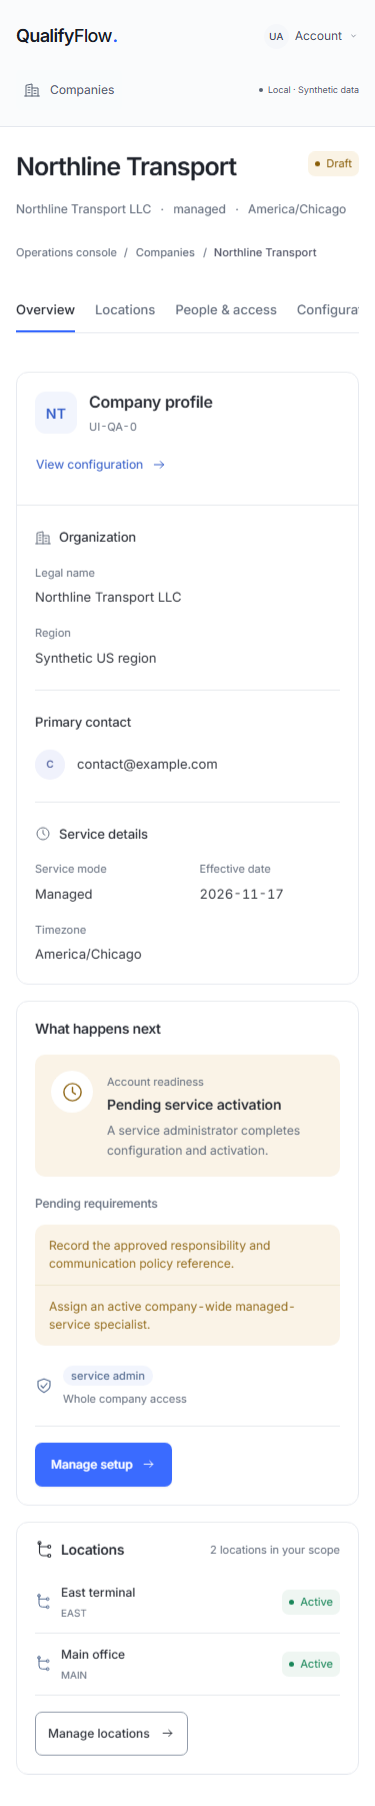 QualifyFlow.
UA Account
Companies
Local · Synthetic data
Northline Transport
Draft
Northline Transport LLC · managed · America/Chicago
Operations console / Companies / Northline Transport
Overview Locations People & access Configura
NT
Company profile
UI-QA-0
View configuration →
Organization
Legal name
Northline Transport LLC
Region
Synthetic US region
Primary contact
C contact@example.com
Service details
Service mode Effective date
Managed 2026-11-17
Timezone
America/Chicago
What happens next
Account readiness
Pending service activation
A service administrator completes
configuration and activation.
Pending requirements
Record the approved responsibility and
communication policy reference.
Assign an active company-wide managed-
service specialist.
service admin
Whole company access
Manage setup →
Locations 2 locations in your scope
East terminal
EAST
Active
Main office
MAIN
Active
Manage locations →